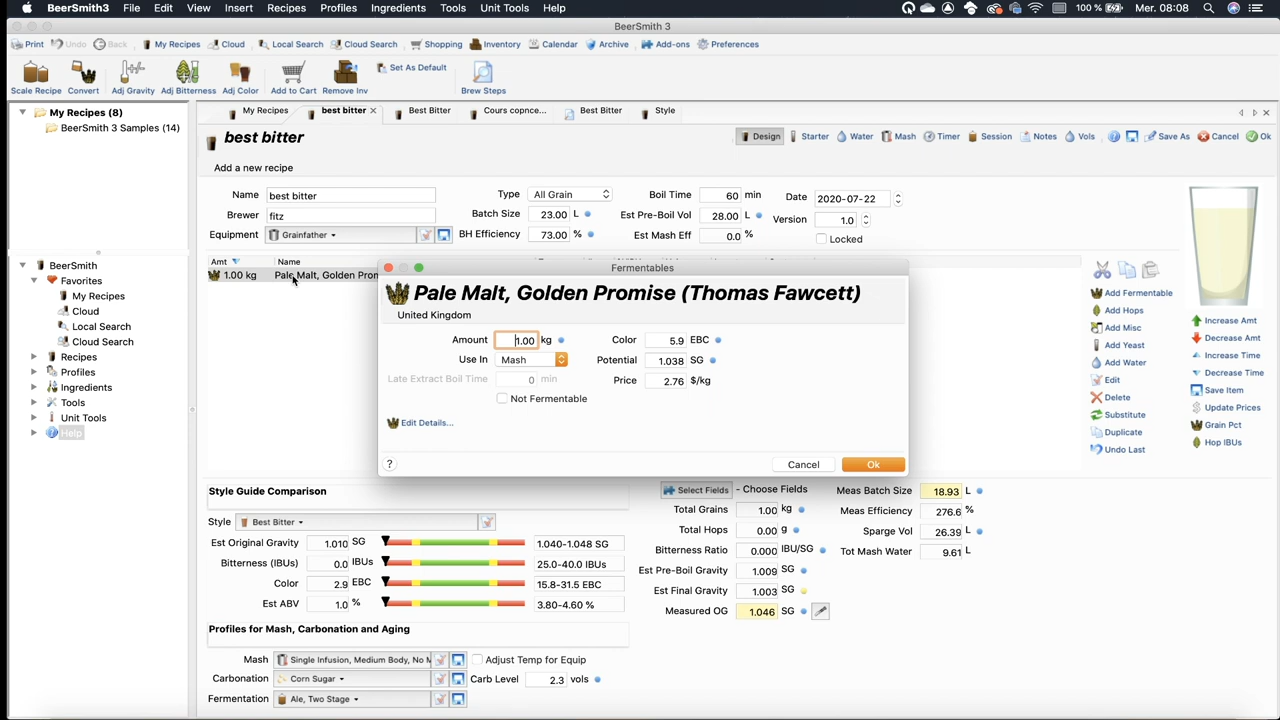 BeerSmith3 File Edit View Insert Recipes Profiles Ingredients Tools Unit Tools Help 100 % Mer. 08:08
BeerSmith 3
Print Undo Back My Recipes Cloud Local Search Cloud Search Shopping Inventory Calendar Archive Add-ons Preferences
Set As Default
Scale Recipe Convert Adj Gravity Adj Bitterness Adj Color Add to Cart Remove Inv Brew Steps
My Recipes (8)
BeerSmith 3 Samples (14)
My Recipes best bitter Best Bitter Cours copnce... Best Bitter Style
best bitter
Design Starter Water Mash Timer Session Notes Vols Save As Cancel Ok
Add a new recipe
Name best bitter Type All Grain Boil Time 60 min Date 2020-07-22
Brewer fitz Batch Size 23.00 L Est Pre-Boil Vol 28.00 L Version 1.0
Equipment Grainfather BH Efficiency 73.00 % Est Mash Eff 0.0 % Locked
Amt Name
1.00 kg Pale Malt, Golden Pron
BeerSmith
Favorites
My Recipes
Cloud
Local Search
Cloud Search
Recipes
Profiles
Ingredients
Tools
Unit Tools
Help
Fermentables
Pale Malt, Golden Promise (Thomas Fawcett)
United Kingdom
Amount 1.00 kg Color 5.9 EBC
Use In Mash Potential 1.038 SG
Late Extract Boil Time 0 min Price 2.76 $/kg
Not Fermentable
Edit Details...
? Cancel Ok
Add Fermentable
Add Hops
Add Misc
Add Yeast
Add Water
Edit
Delete
Substitute
Duplicate
Undo Last
Increase Amt
Decrease Amt
Increase Time
Decrease Time
Save Item
Update Prices
Grain Pct
Hop IBUs
Style Guide Comparison
Style Best Bitter
Est Original Gravity 1.010 SG 1.040-1.048 SG
Bitterness (IBUs) 0.0 IBUs 25.0-40.0 IBUs
Color 2.9 EBC 15.8-31.5 EBC
Est ABV 1.0 % 3.80-4.60 %
Select Fields - Choose Fields
Total Grains 1.00 kg
Total Hops 0.00 g
Bitterness Ratio 0.000 IBU/SG
Est Pre-Boil Gravity 1.009 SG
Est Final Gravity 1.003 SG
Measured OG 1.046 SG
Meas Batch Size 18.93 L
Meas Efficiency 276.6 %
Sparge Vol 26.39 L
Tot Mash Water 9.61 L
Profiles for Mash, Carbonation and Aging
Mash Single Infusion, Medium Body, No M Adjust Temp for Equip
Carbonation Corn Sugar Carb Level 2.3 vols
Fermentation Ale, Two Stage